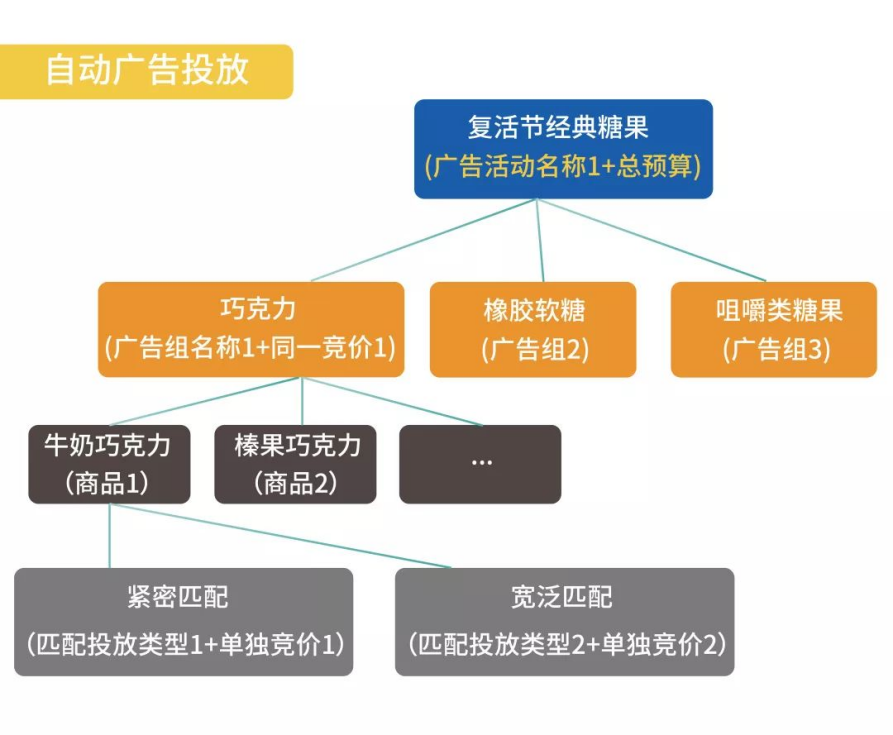 自动广告投放
复活节经典糖果
(广告活动名称1+总预算)
巧克力
(广告组名称1+同一竞价1)
橡胶软糖
(广告组2)
咀嚼类糖果
(广告组3)
牛奶巧克力
(商品1)
榛果巧克力
(商品2)
...
紧密匹配
(匹配投放类型1+单独竞价1)
宽泛匹配
(匹配投放类型2+单独竞价2)